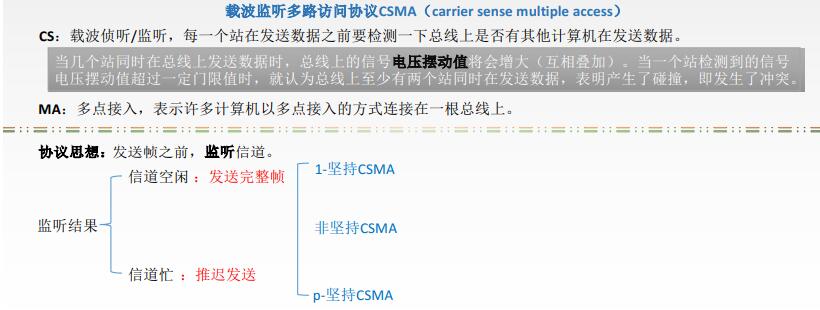 载波监听多路访问协议CSMA（carrier sense multiple access）
CS：载波侦听/监听，每一个站在发送数据之前要检测一下总线上是否有其他计算机在发送数据。
当几个站同时在总线上发送数据时，总线上的信号电压摆动值将会增大（互相叠加）。当一个站检测到的信号
电压摆动值超过一定门限值时，就认为总线上至少有两个站同时在发送数据，表明产生了碰撞，即发生了冲突。
MA：多点接入，表示许多计算机以多点接入的方式连接在一根总线上。
协议思想：发送帧之前，监听信道。
监听结果
信道空闲：发送完整帧
信道忙：推迟发送
1-坚持CSMA
非坚持CSMA
p-坚持CSMA